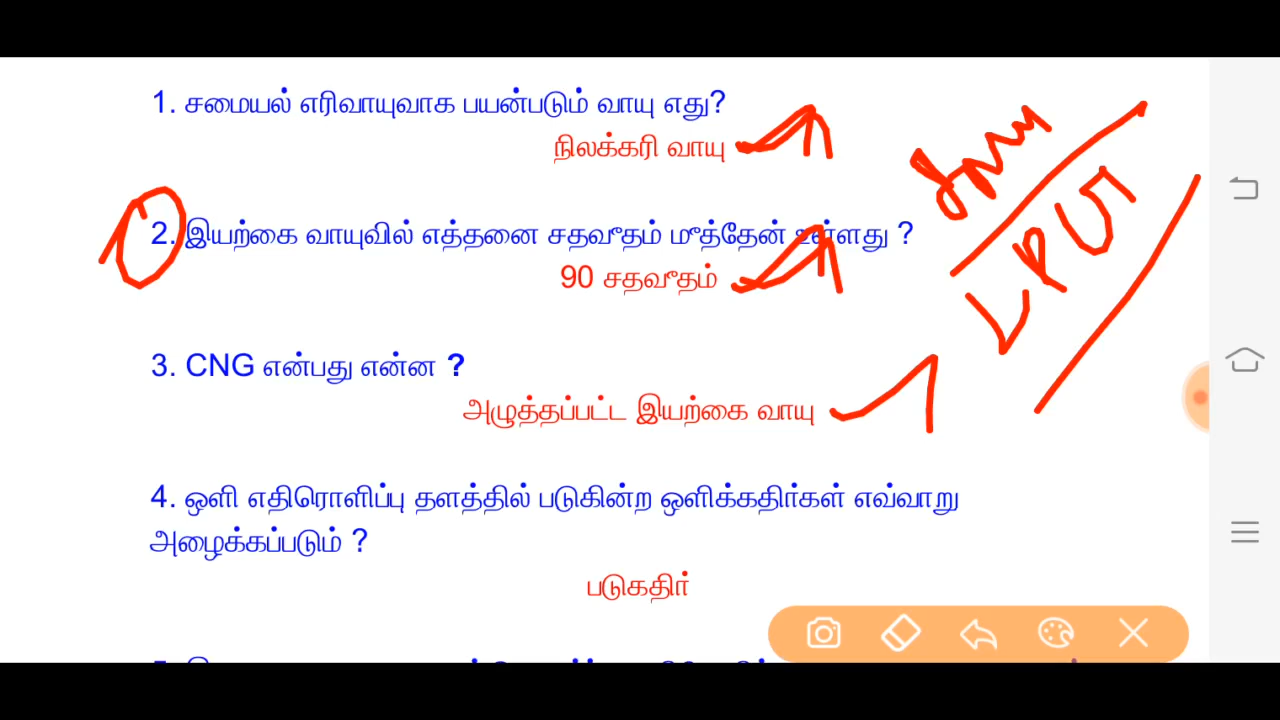 1. சமையல் எரிவாயுவாக பயன்படும் வாயு எது?
நிலக்கரி வாயு
2. இயற்கை வாயுவில் எத்தனை சதவீதம் மீத்தேன் உள்ளது ?
90 சதவீதம்
3. CNG என்பது என்ன ?
அழுத்தப்பட்ட இயற்கை வாயு
4. ஒளி எதிரொளிப்பு தளத்தில் படுகின்ற ஒளிக்கதிர்கள் எவ்வாறு
அழைக்கப்படும் ?
படுகதிர்